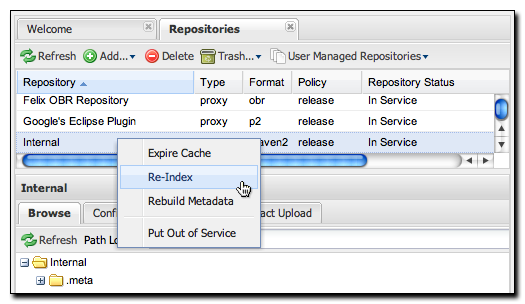 Welcome
Repositories
Refresh Add... Delete Trash... User Managed Repositories
Repository Type Format Policy Repository Status
Felix OBR Repository proxy obr release In Service
Google's Eclipse Plugin proxy p2 release In Service
Internal aven2 release In Service
Expire Cache
Re-Index
Rebuild Metadata
Put Out of Service
Internal
Browse Conf act Upload
Refresh Path Lo
Internal
.meta